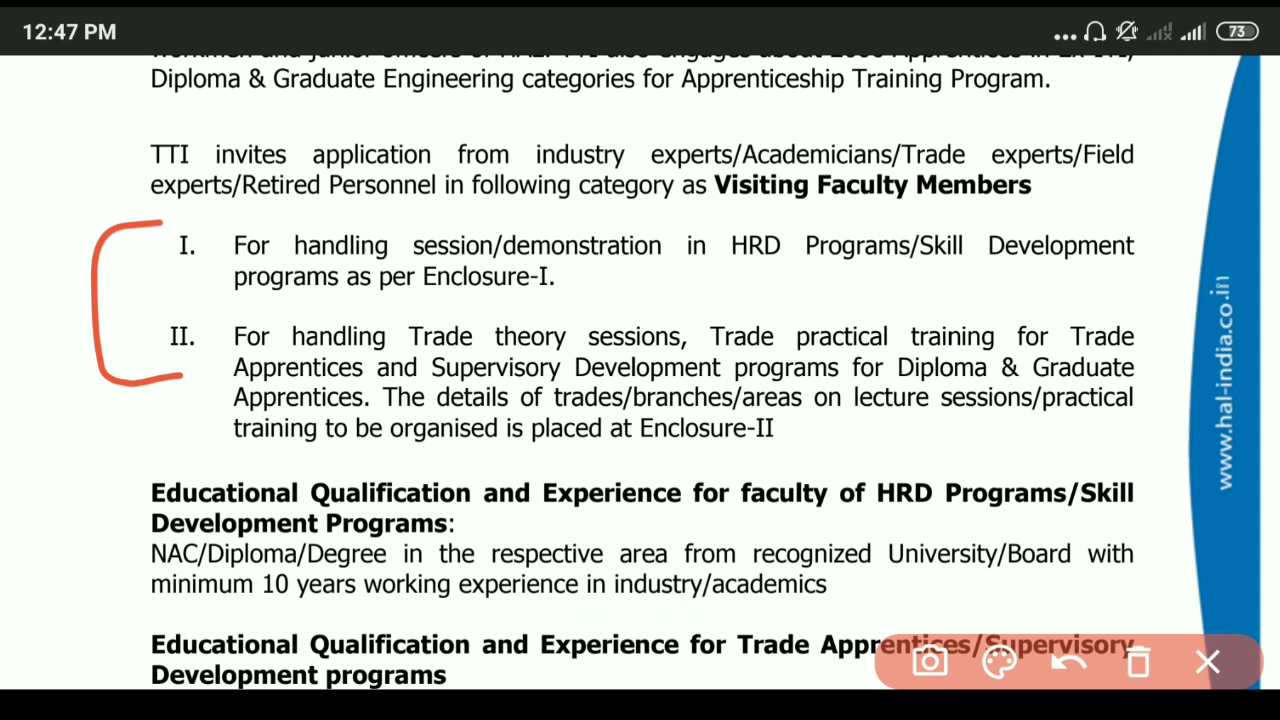 12:47 PM
73
Diploma & Graduate Engineering categories for Apprenticeship Training Program.
TTI invites application from industry experts/Academicians/Trade experts/Field
experts/Retired Personnel in following category as Visiting Faculty Members
I. For handling session/demonstration in HRD Programs/Skill Development
programs as per Enclosure-I.
II. For handling Trade theory sessions, Trade practical training for Trade
Apprentices and Supervisory Development programs for Diploma & Graduate
Apprentices. The details of trades/branches/areas on lecture sessions/practical
training to be organised is placed at Enclosure-II
Educational Qualification and Experience for faculty of HRD Programs/Skill
Development Programs:
NAC/Diploma/Degree in the respective area from recognized University/Board with
minimum 10 years working experience in industry/academics
Educational Qualification and Experience for Trade Apprentices/Supervisory
Development programs
www.hal-india.co.in